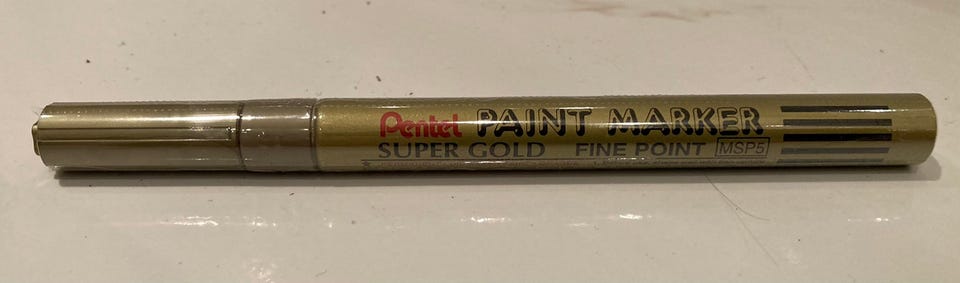 Pentel PAINT MARKER
SUPER GOLD FINE POINT MSP5